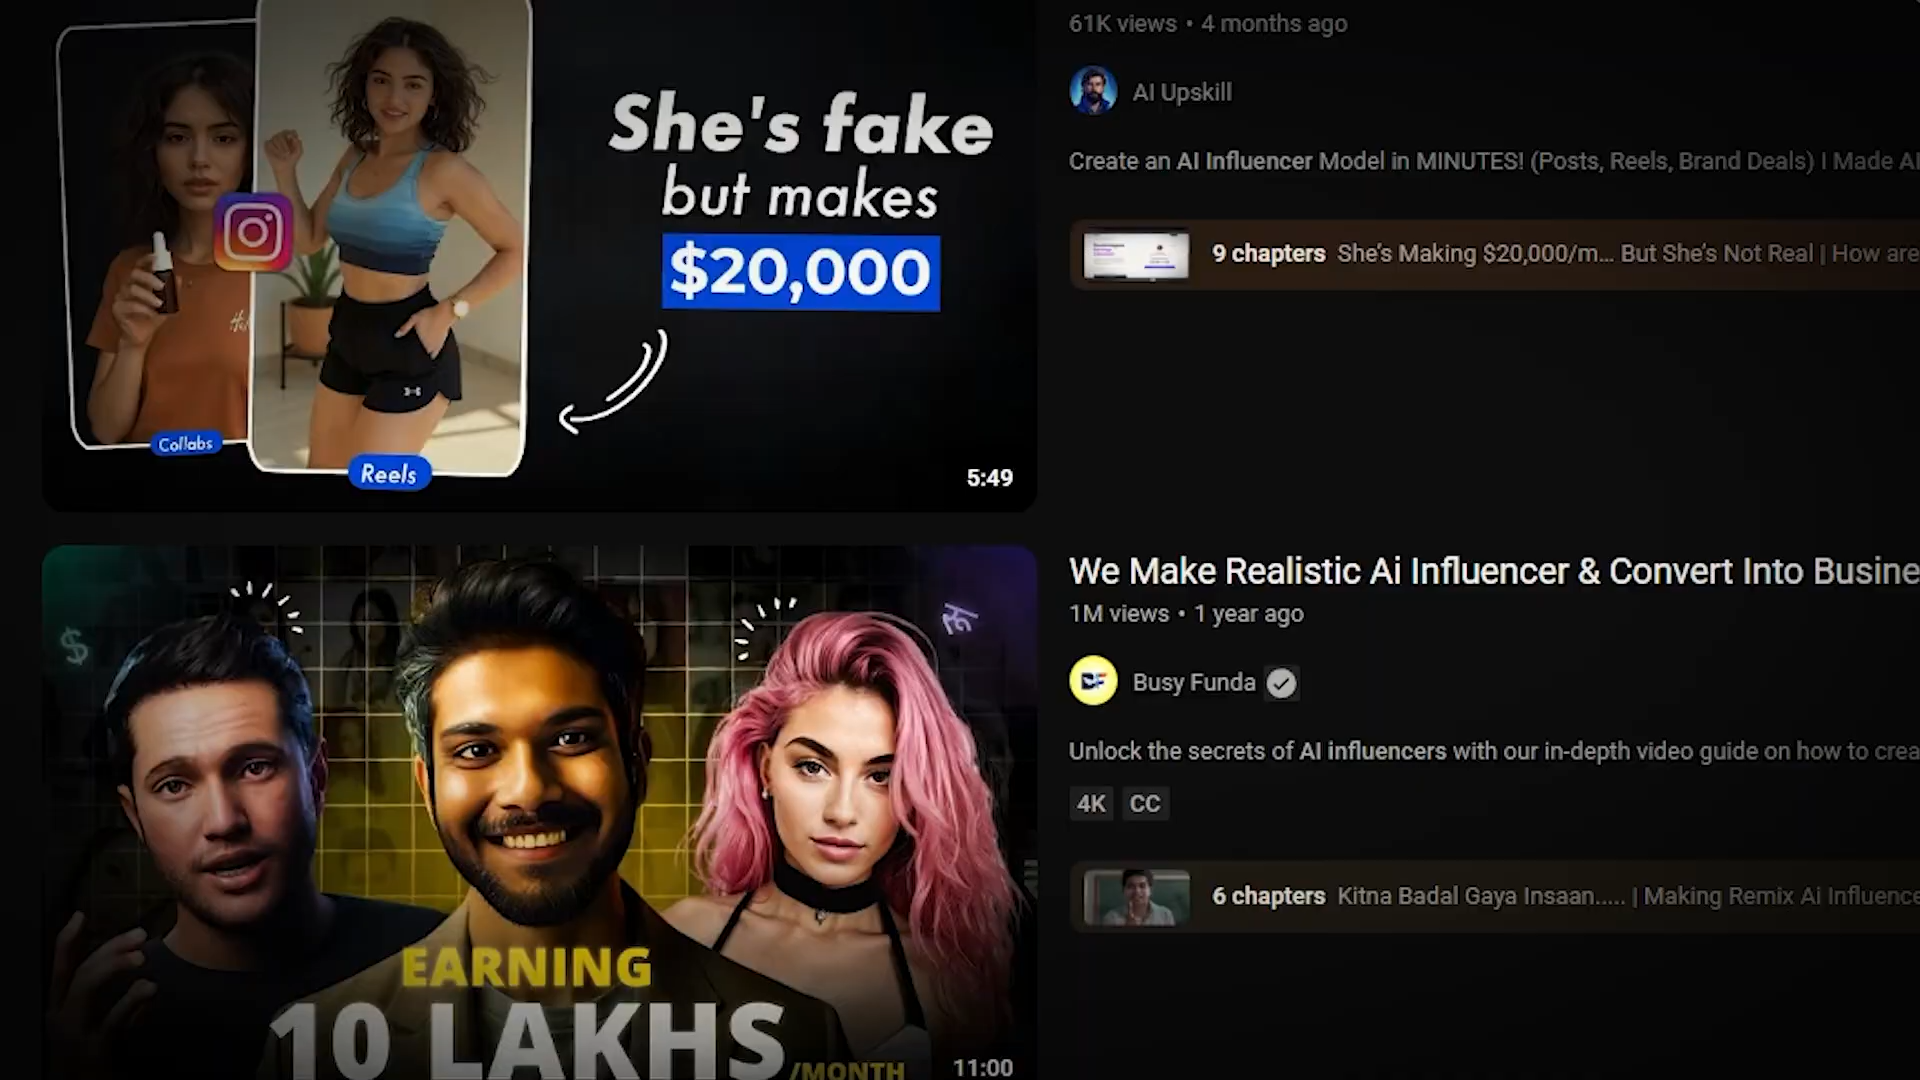 61K views • 4 months ago
AI Upskill
Create an AI Influencer Model in MINUTES! (Posts, Reels, Brand Deals) I Made AI
9 chapters She's Making $20,000/m... But She's Not Real | How are
She's fake
but makes
$20,000
Collabs
Reels
5:49
We Make Realistic Ai Influencer & Convert Into Busine
1M views • 1 year ago
Busy Funda
Unlock the secrets of AI influencers with our in-depth video guide on how to crea
4K CC
6 chapters Kitna Badal Gaya Insaan..... | Making Remix Ai Influence
$
EARNING
10 LAKHS
/MONTH
11:00